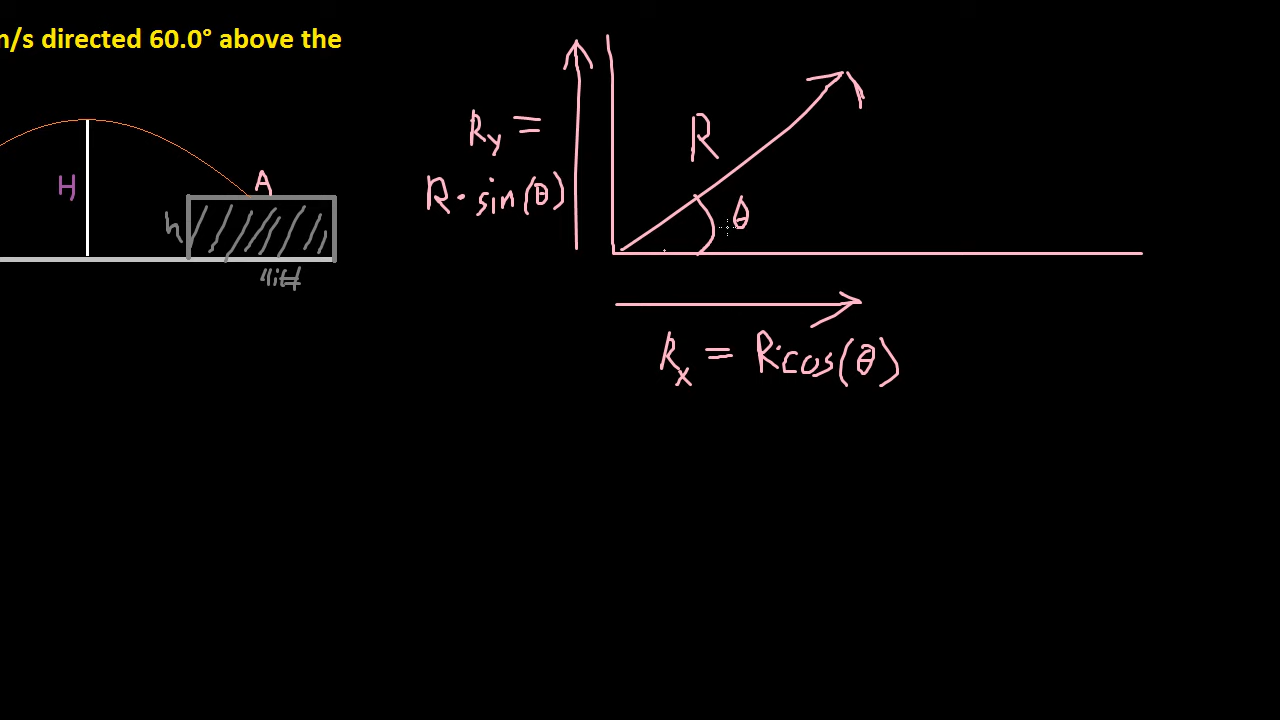 m/s directed 60.0° above the
H
A
h
R
θ
Ry =
R · sin(θ)
Rx = R·cos(θ)